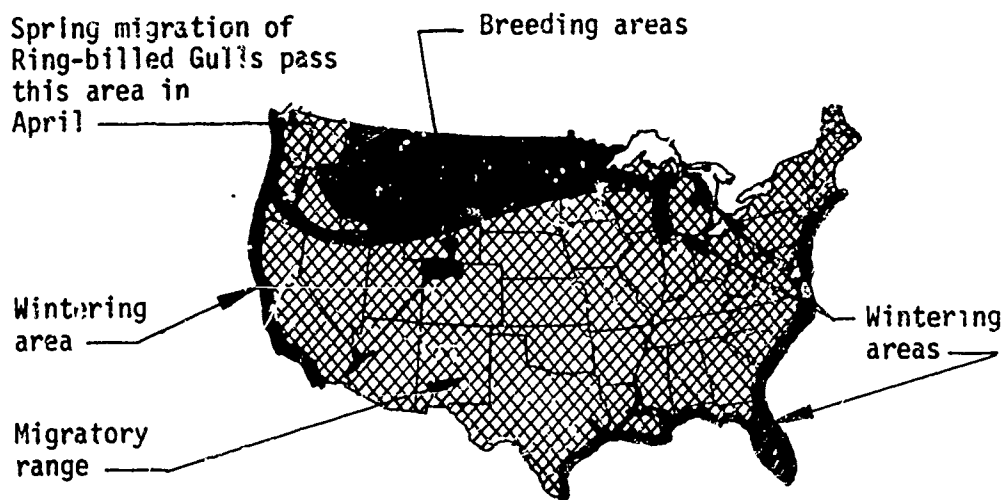 Spring migration of
Ring-billed Gulls pass
this area in
April
Breeding areas
Wintering
area
Wintering
areas
Migratory
range